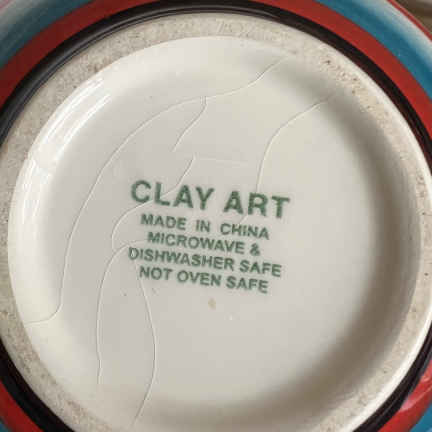 CLAY ART
MADE IN CHINA
MICROWAVE &
DISHWASHER SAFE
NOT OVEN SAFE